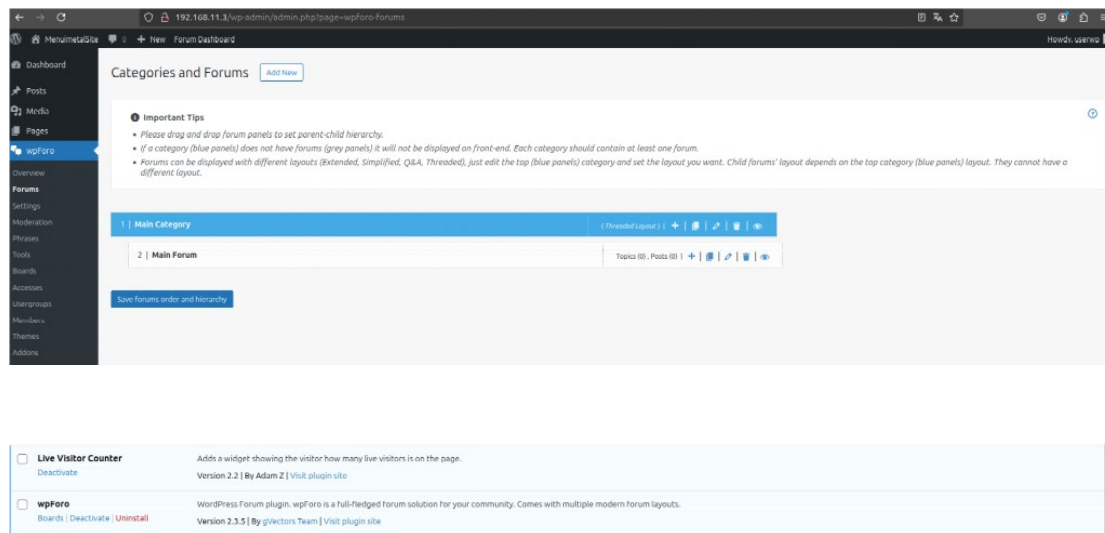 192.168.11.3/wp-admin/admin.php?page=wpforo-forums
MenuimetalSite 0 + New Forum Dashboard Howdy, userwp
Dashboard
Posts
Media
Pages
wpForo
Overview
Forums
Settings
Moderation
Phrases
Tools
Boards
Accesses
Usergroups
Members
Themes
Addons
Categories and Forums Add New
Important Tips
• Please drag and drop forum panels to set parent-child hierarchy.
• If a category (blue panels) does not have forums (grey panels) it will not be displayed on front-end. Each category should contain at least one forum.
• Forums can be displayed with different layouts (Extended, Simplified, Q&A, Threaded), just edit the top (blue panels) category and set the layout you want. Child forums' layout depends on the top category (blue panels) layout. They cannot have a
different layout.
1 | Main Category ( Threaded Layout ) | + | | | |
2 | Main Forum Topics (0) , Posts (0) | + | | | |
Save forums order and hierarchy
Live Visitor Counter Adds a widget showing the visitor how many live visitors is on the page.
Deactivate Version 2.2 | By Adam Z | Visit plugin site
wpForo WordPress Forum plugin. wpForo is a full-fledged forum solution for your community. Comes with multiple modern forum layouts.
Boards | Deactivate | Uninstall Version 2.3.5 | By gVectors Team | Visit plugin site